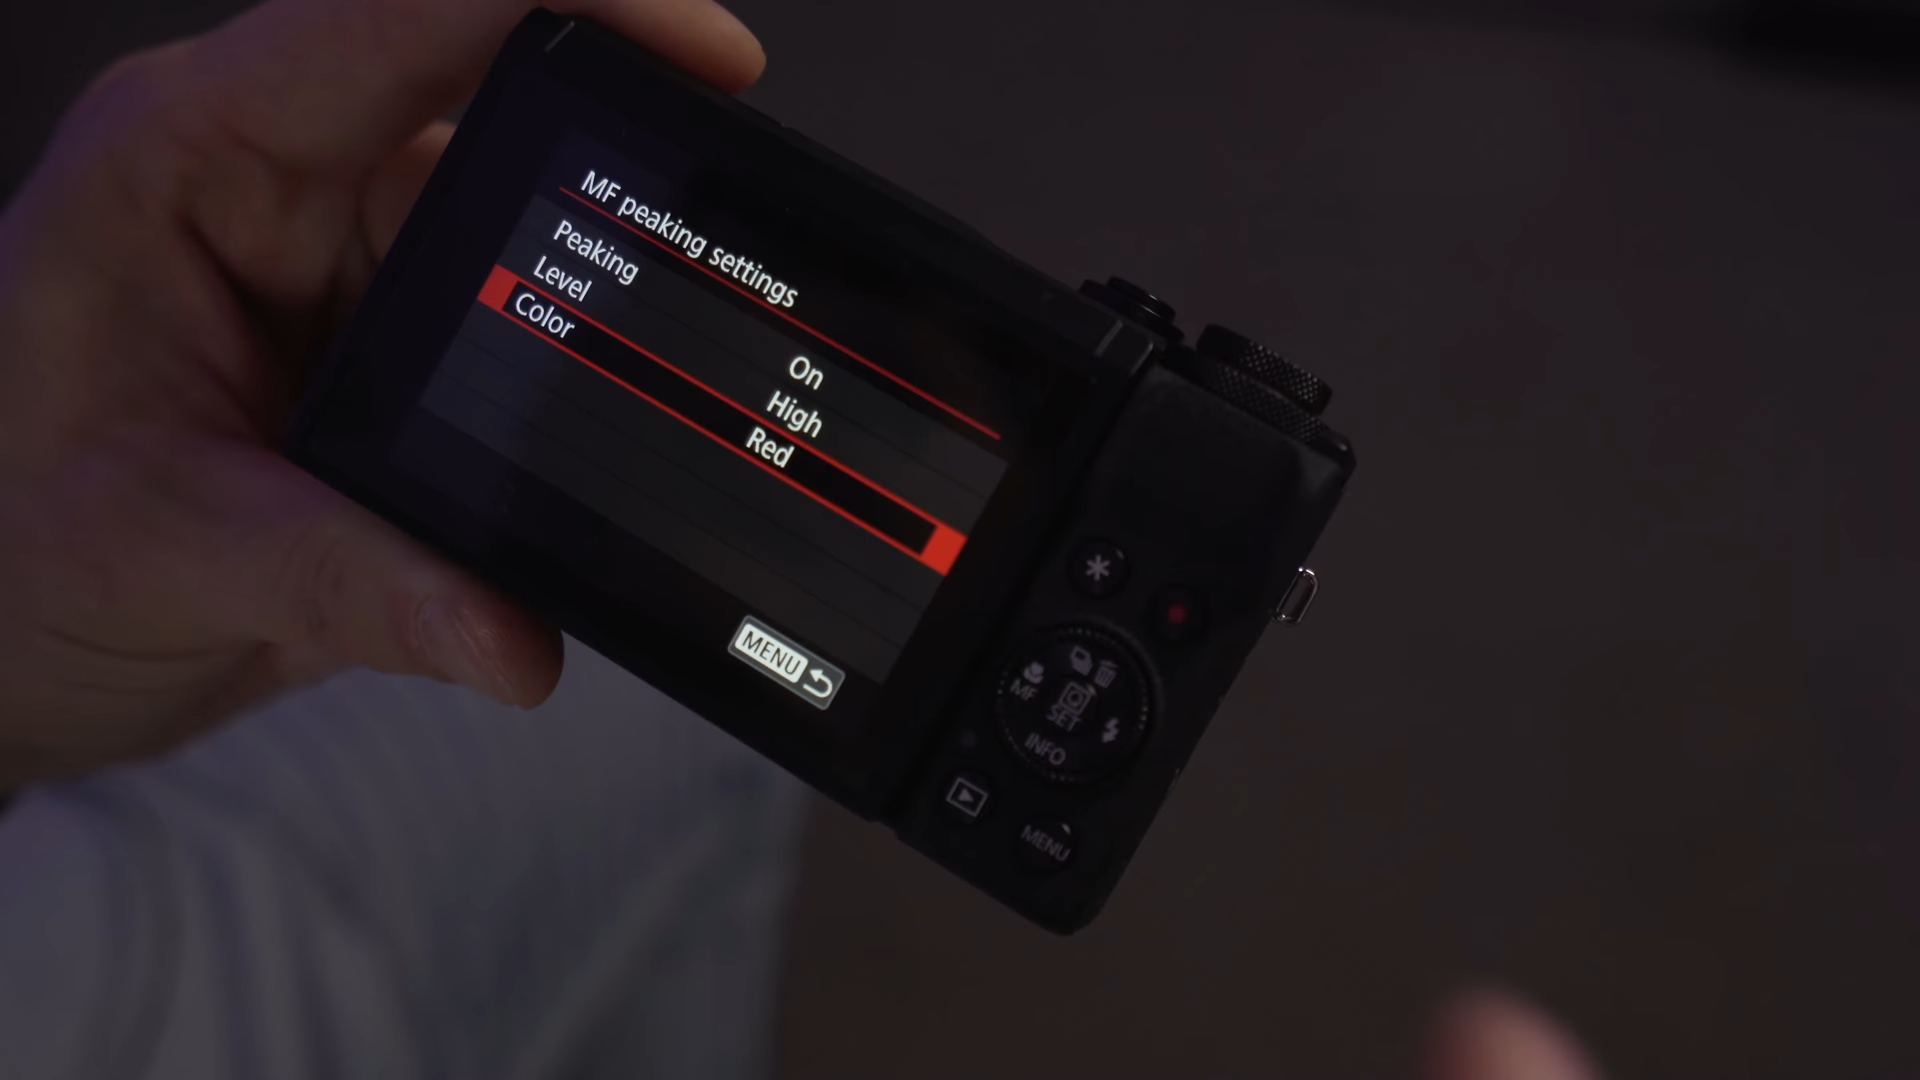 MF peaking settings
Peaking On
Level High
Color Red
MENU
MF
SET
INFO
MENU